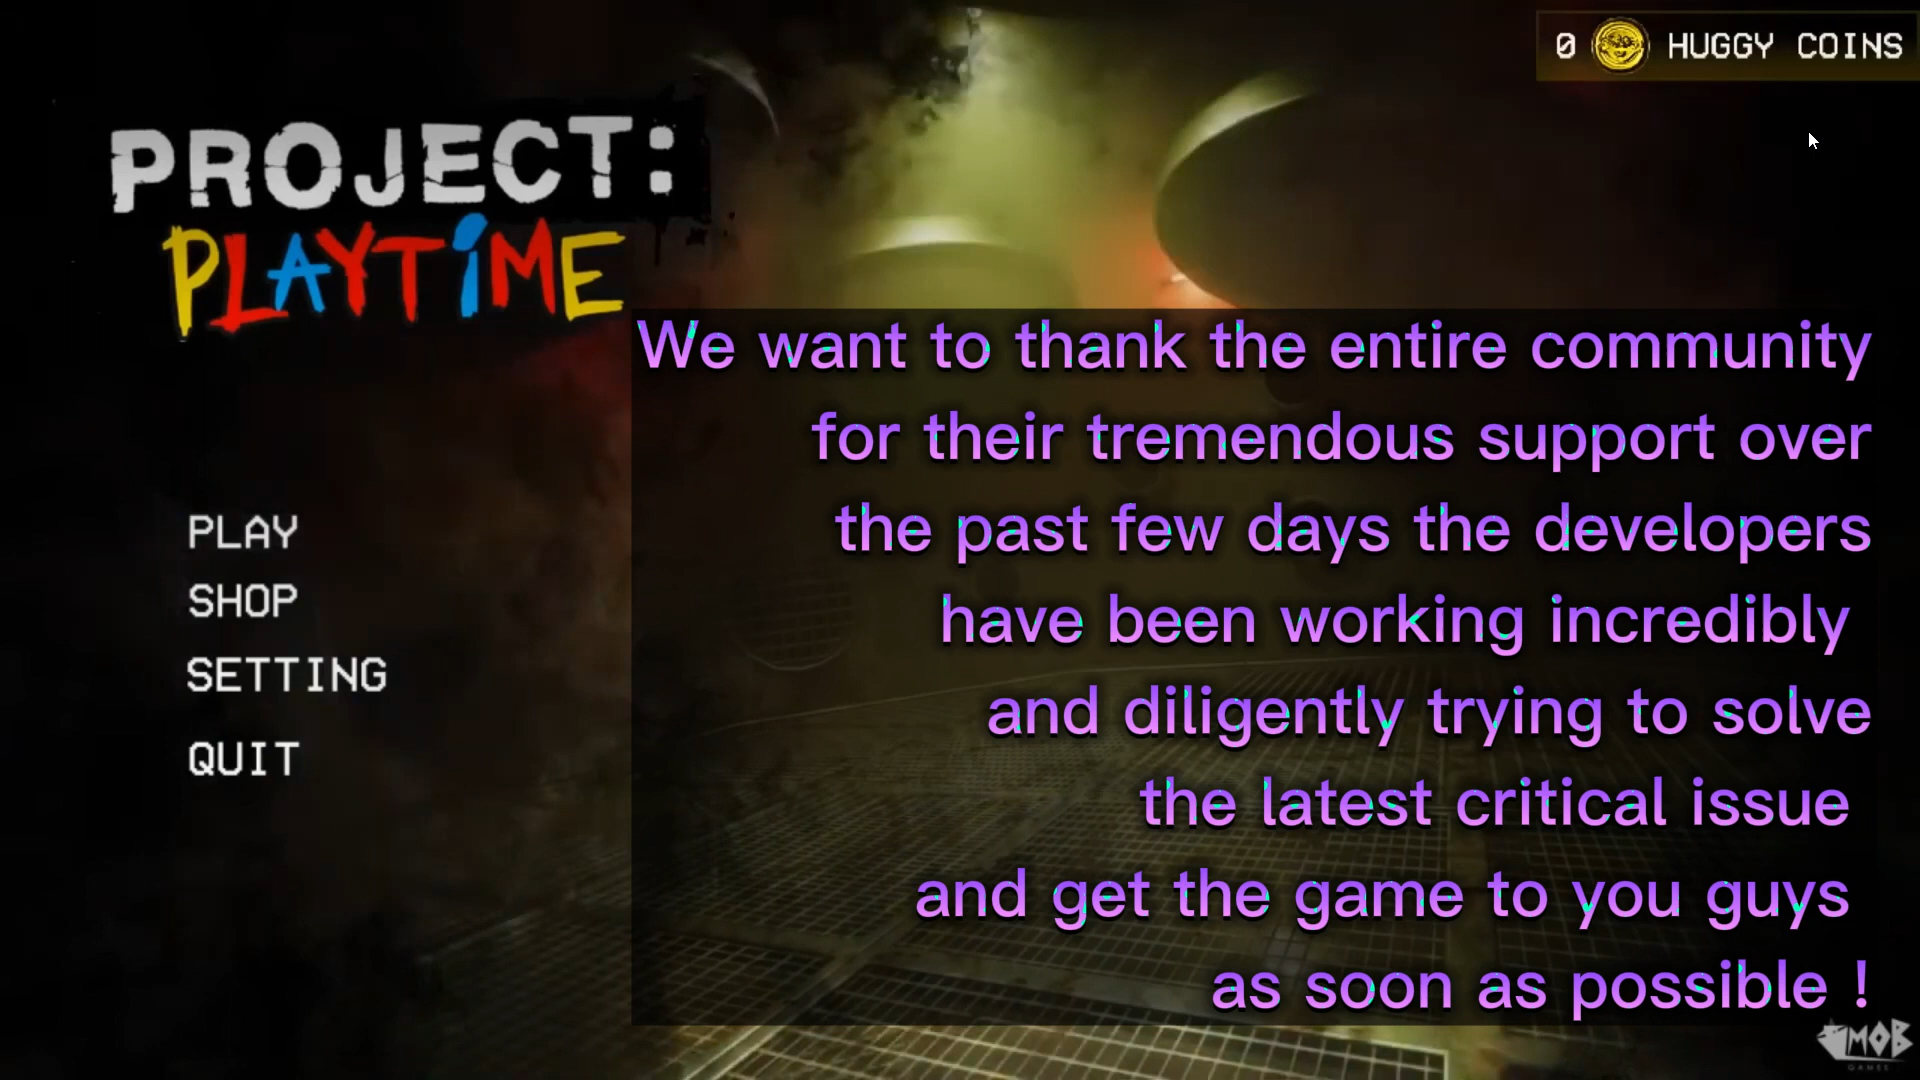 0 HUGGY COINS
PROJECT:
PLAYTIME
We want to thank the entire community
for their tremendous support over
the past few days the developers
have been working incredibly
and diligently trying to solve
the latest critical issue
and get the game to you guys
as soon as possible !
PLAY
SHOP
SETTING
QUIT
MOB
GAMES